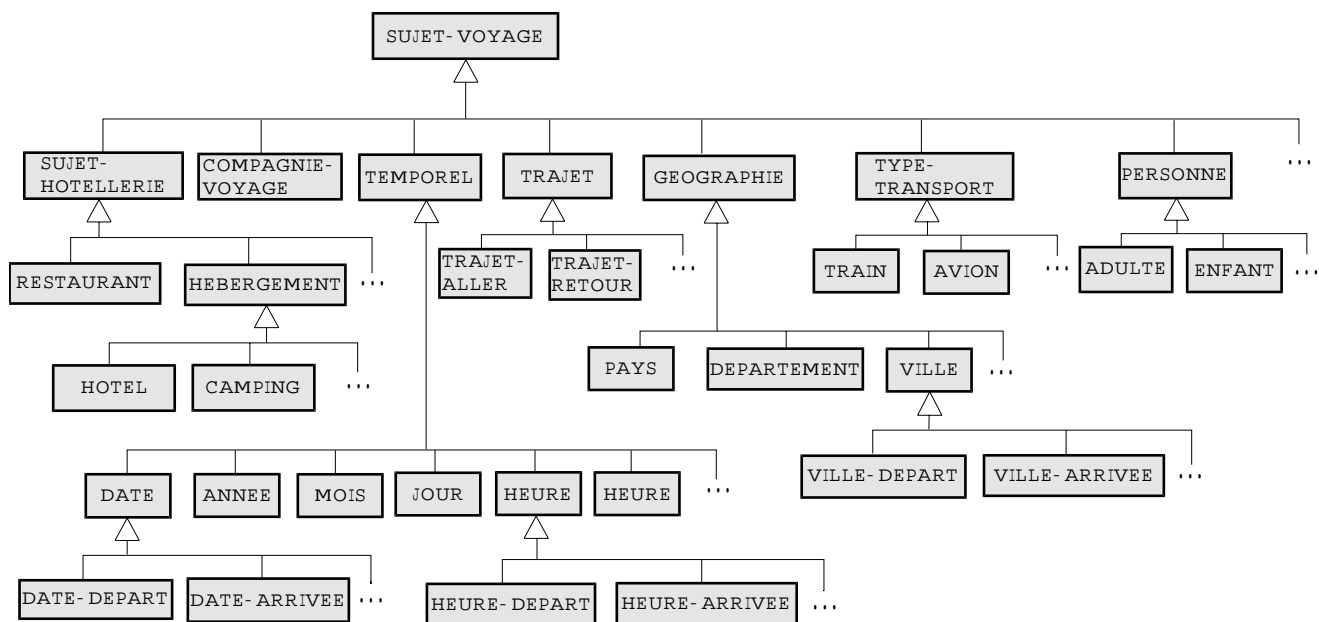 SUJET-VOYAGE
SUJET-
HOTELLERIE
COMPAGNIE-
VOYAGE
TEMPOREL
TRAJET
GEOGRAPHIE
TYPE-
TRANSPORT
PERSONNE
...
RESTAURANT
HEBERGEMENT
...
TRAJET-
ALLER
TRAJET-
RETOUR
...
TRAIN
AVION
...
ADULTE
ENFANT
...
HOTEL
CAMPING
...
PAYS
DEPARTEMENT
VILLE
...
VILLE-DEPART
VILLE-ARRIVEE
...
DATE
ANNEE
MOIS
JOUR
HEURE
HEURE
...
DATE-DEPART
DATE-ARRIVEE
...
HEURE-DEPART
HEURE-ARRIVEE
...